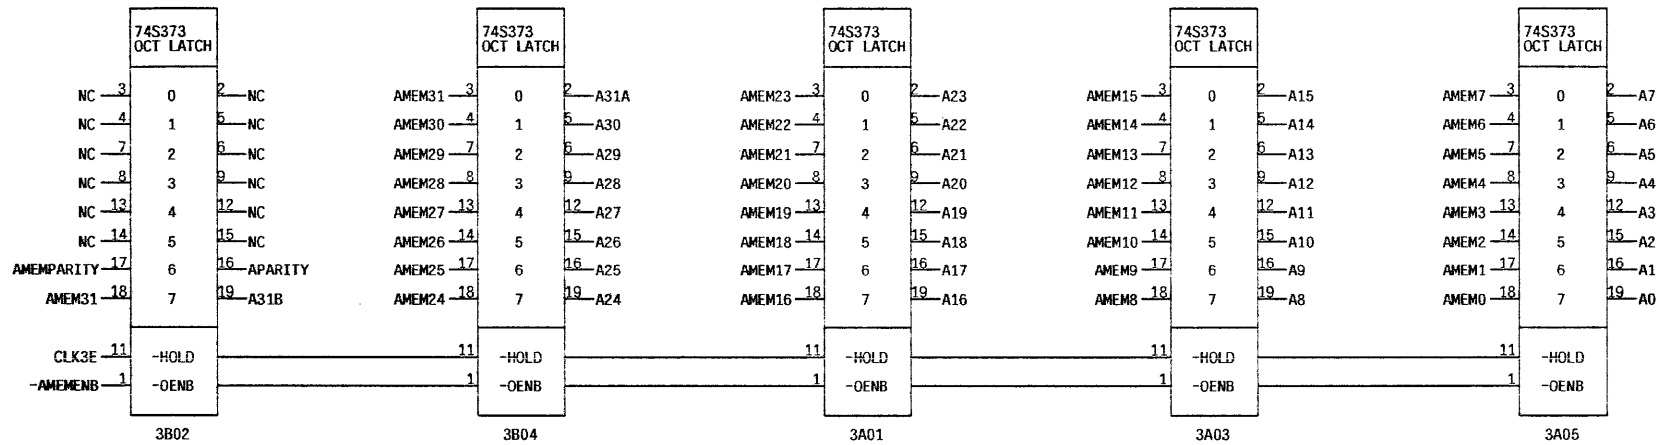 74S373 74S373 74S373 74S373 74S373
OCT LATCH OCT LATCH OCT LATCH OCT LATCH OCT LATCH
NC 3 0 2 NC AMEM31 3 0 2 A31A AMEM23 3 0 2 A23 AMEM15 3 0 2 A15 AMEM7 3 0 2 A7
NC 4 1 5 NC AMEM30 4 1 5 A30 AMEM22 4 1 5 A22 AMEM14 4 1 5 A14 AMEM6 4 1 5 A6
NC 7 2 6 NC AMEM29 7 2 6 A29 AMEM21 7 2 6 A21 AMEM13 7 2 6 A13 AMEM5 7 2 6 A5
NC 8 3 9 NC AMEM28 8 3 9 A28 AMEM20 8 3 9 A20 AMEM12 8 3 9 A12 AMEM4 8 3 9 A4
NC 13 4 12 NC AMEM27 13 4 12 A27 AMEM19 13 4 12 A19 AMEM11 13 4 12 A11 AMEM3 13 4 12 A3
NC 14 5 15 NC AMEM26 14 5 15 A26 AMEM18 14 5 15 A18 AMEM10 14 5 15 A10 AMEM2 14 5 15 A2
AMEMPARITY 17 6 16 APARITY AMEM25 17 6 16 A25 AMEM17 17 6 16 A17 AMEM9 17 6 16 A9 AMEM1 17 6 16 A1
AMEM31 18 7 19 A31B AMEM24 18 7 19 A24 AMEM16 18 7 19 A16 AMEM8 18 7 19 A8 AMEM0 18 7 19 A0
CLK3E 11 -HOLD 11 -HOLD 11 -HOLD 11 -HOLD 11 -HOLD
-AMEMENB 1 -OENB 1 -OENB 1 -OENB 1 -OENB 1 -OENB
3B02 3B04 3A01 3A03 3A05